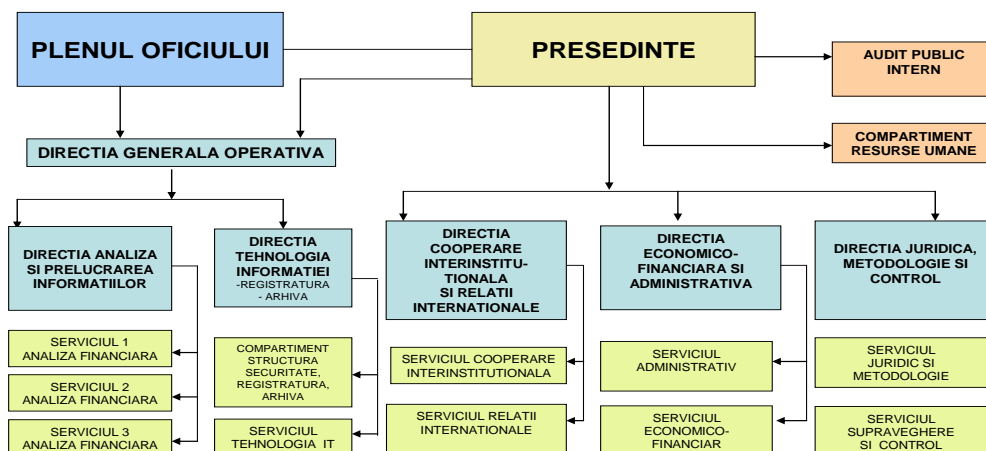 PLENUL OFICIULUI
PRESEDINTE
AUDIT PUBLIC
INTERN
COMPARTIMENT
RESURSE UMANE
DIRECTIA GENERALA OPERATIVA
DIRECTIA ANALIZA
SI PRELUCRAREA
INFORMATIILOR
DIRECTIA
TEHNOLOGIA
INFORMATIEI
-REGISTRATURA
- ARHIVA
DIRECTIA
COOPERARE
INTERINSTITU-
TIONALA
SI RELATII
INTERNATIONALE
DIRECTIA
ECONOMICO-
FINANCIARA SI
ADMINISTRATIVA
DIRECTIA JURIDICA,
METODOLOGIE SI
CONTROL
SERVICIUL 1
ANALIZA FINANCIARA
SERVICIUL 2
ANALIZA FINANCIARA
SERVICIUL 3
ANALIZA FINANCIARA
COMPARTIMENT
STRUCTURA
SECURITATE,
REGISTRATURA,
ARHIVA
SERVICIUL
TEHNOLOGIA IT
SERVICIUL COOPERARE
INTERINSTITUTIONALA
SERVICIUL RELATII
INTERNATIONALE
SERVICIUL
ADMINISTRATIV
SERVICIUL
ECONOMICO-
FINANCIAR
SERVICIUL
JURIDIC SI
METODOLOGIE
SERVICIUL
SUPRAVEGHERE
SI CONTROL